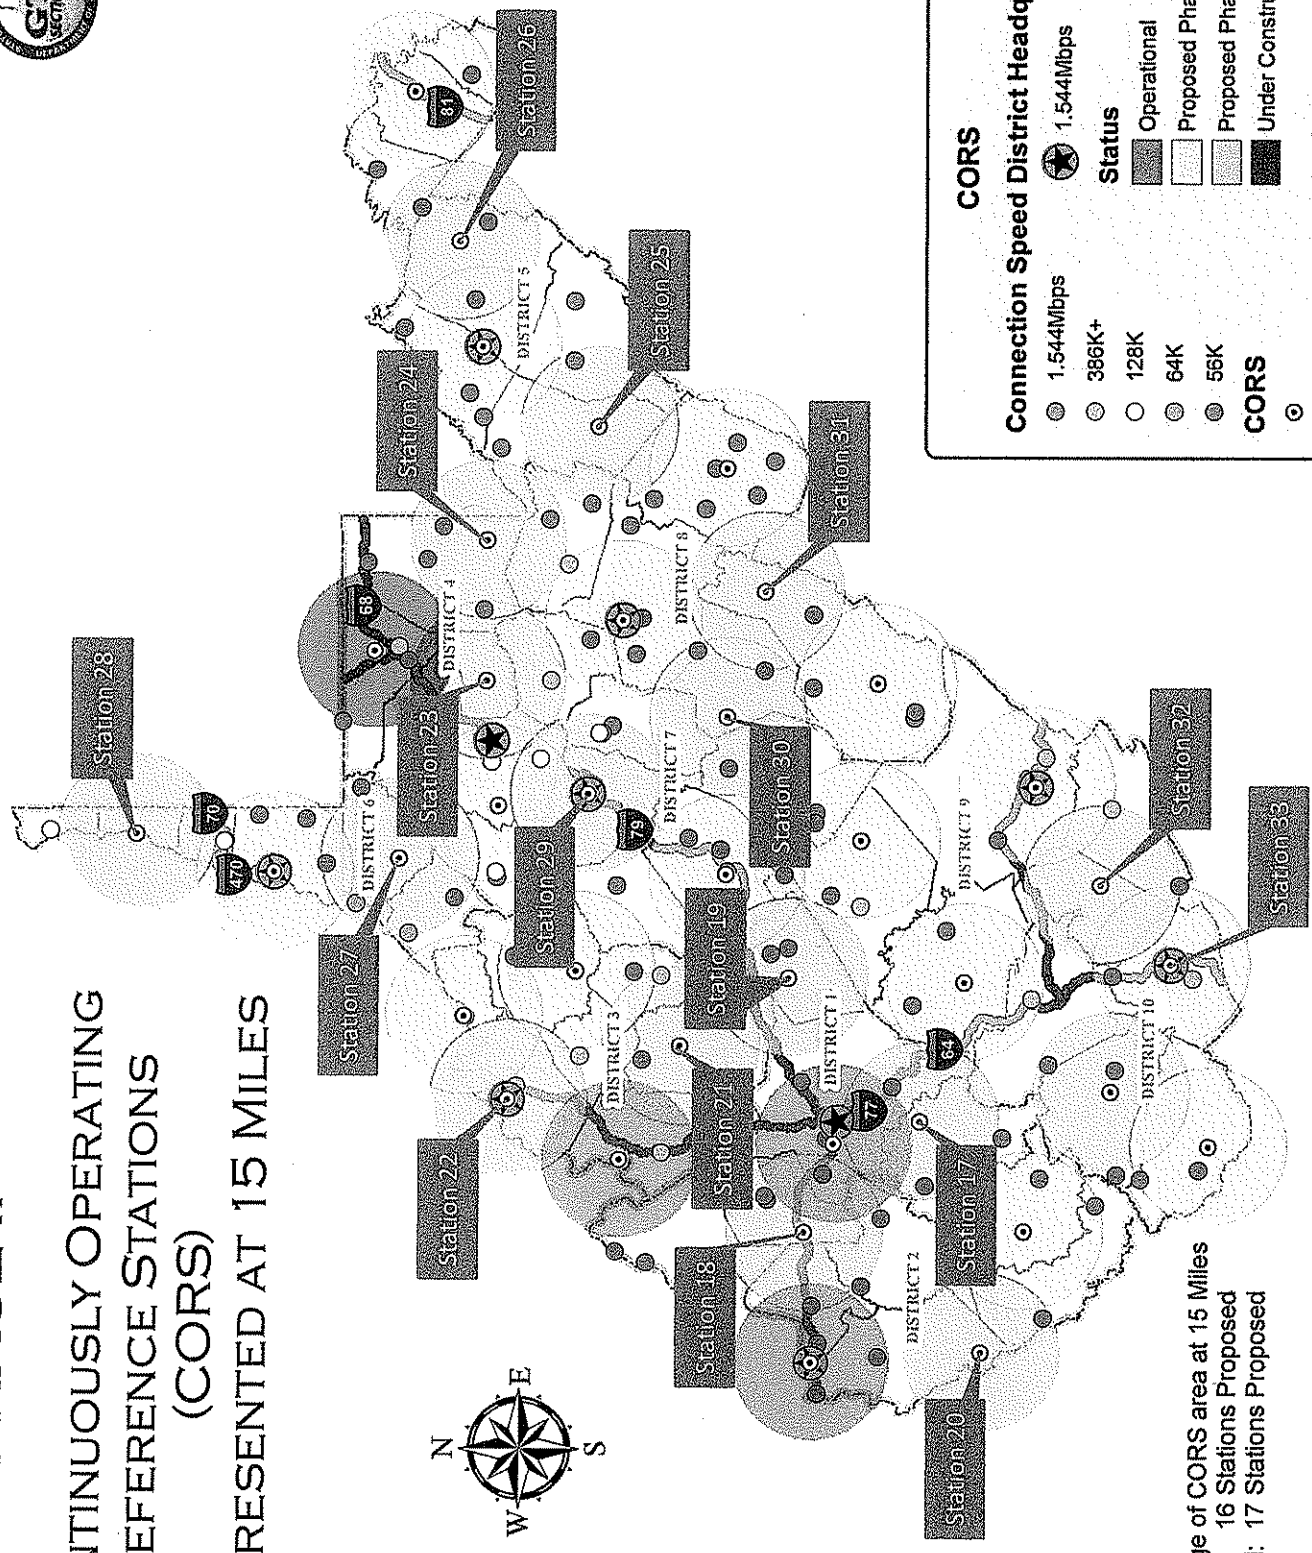 NTINUOUSLY OPERATING
EFERENCE STATIONS
(CORS)
RESENTED AT 15 MILES
N
W
E
S
Station 28
Station 27
Station 22
Station 18
Station 20
Station 21
Station 17
Station 19
Station 29
Station 23
Station 24
Station 26
Station 25
Station 31
Station 30
Station 32
Station 33
DISTRICT 6
DISTRICT 4
DISTRICT 5
DISTRICT 3
DISTRICT 7
DISTRICT 8
DISTRICT 1
DISTRICT 2
DISTRICT 9
DISTRICT 10
70
470
68
81
79
77
64
ge of CORS area at 15 Miles
16 Stations Proposed
: 17 Stations Proposed
CORS
Connection Speed District Headq
1.544Mbps
386K+
128K
64K
56K
CORS
1.544Mbps
Status
Operational
Proposed Pha
Proposed Pha
Under Constru